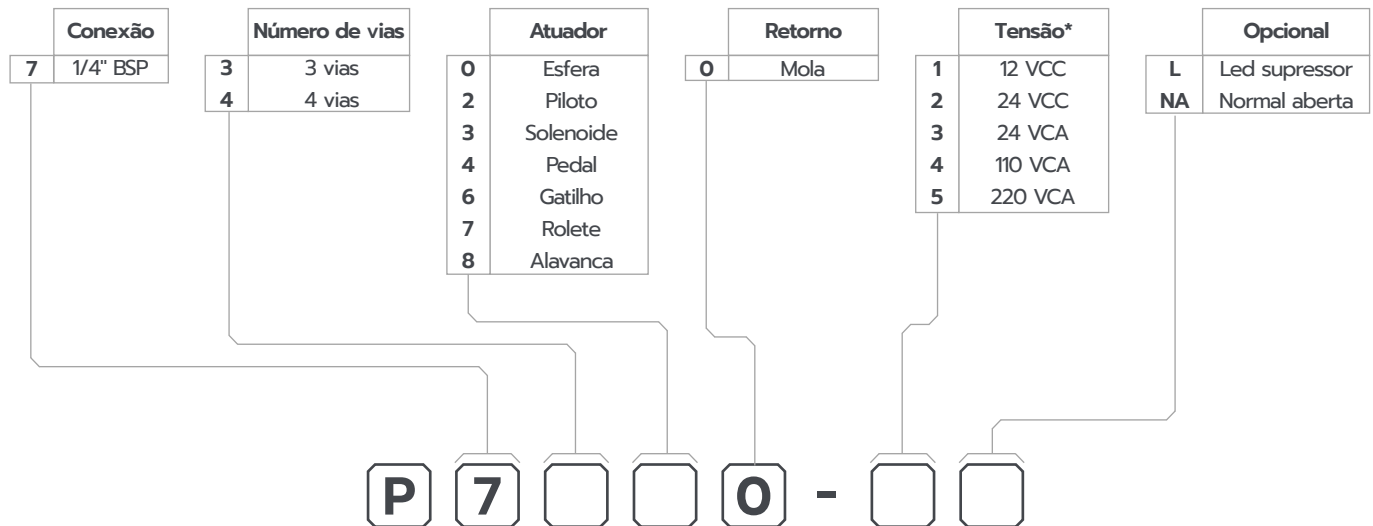 Conexão Número de vias Atuador Retorno Tensão* Opcional
7 1/4" BSP 3 3 vias 0 Esfera 0 Mola 1 12 VCC L Led supressor
4 4 vias 2 Piloto 2 24 VCC NA Normal aberta
3 Solenoide 3 24 VCA
4 Pedal 4 110 VCA
6 Gatilho 5 220 VCA
7 Rolete
8 Alavanca
P 7 0 -